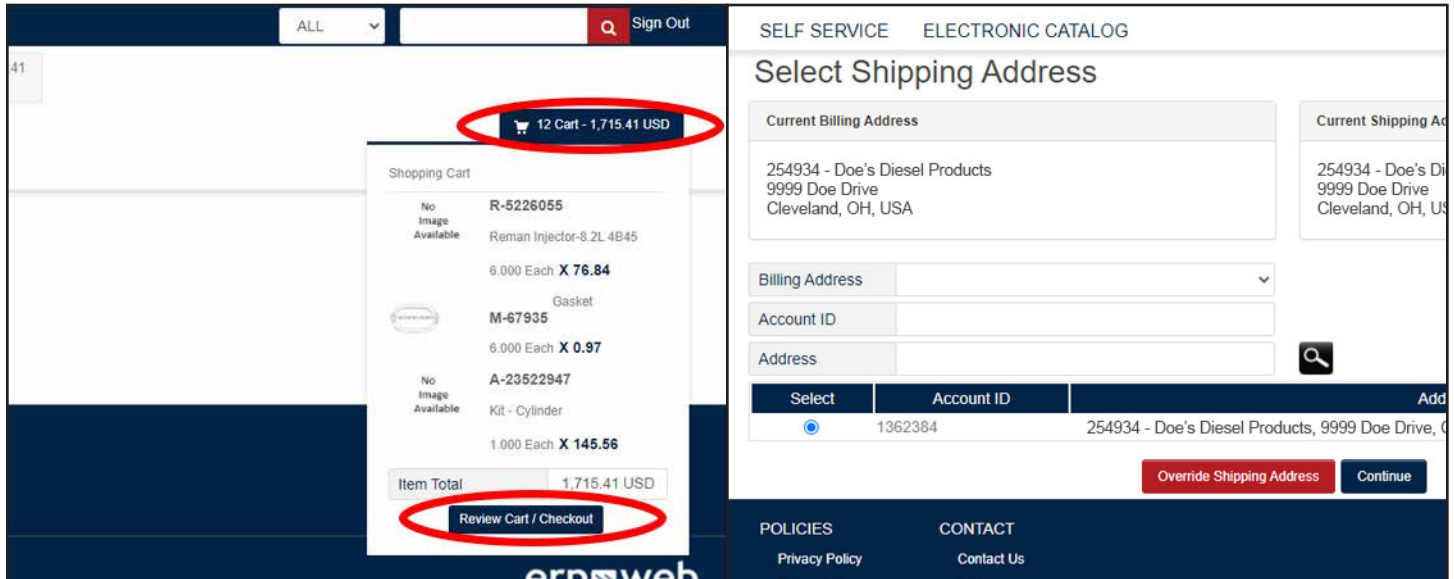 ALL
Sign Out
41
12 Cart - 1,715.41 USD
Shopping Cart
No
Image
Available
R-5226055
Reman Injector-8.2L 4B45
6.000 Each X 76.84
Gasket
M-67935
6.000 Each X 0.97
No
Image
Available
A-23522947
Kit - Cylinder
1.000 Each X 145.56
Item Total 1,715.41 USD
Review Cart / Checkout
SELF SERVICE ELECTRONIC CATALOG
Select Shipping Address
Current Billing Address
254934 - Doe's Diesel Products
9999 Doe Drive
Cleveland, OH, USA
Current Shipping Ad
254934 - Doe's Di
9999 Doe Drive
Cleveland, OH, US
Billing Address
Account ID
Address
Select Account ID Add
1362384 254934 - Doe's Diesel Products, 9999 Doe Drive,
Override Shipping Address Continue
POLICIES CONTACT
Privacy Policy Contact Us